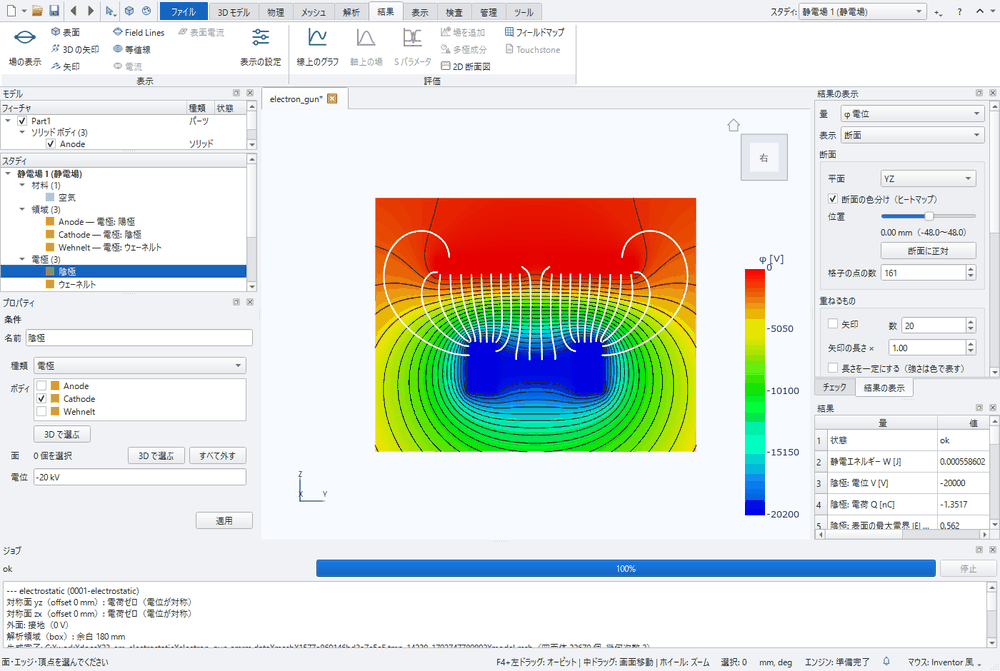 ファイル 3Dモデル 物理 メッシュ 解析 結果 表示 検査 管理 ツール
スタディ: 静電場 1 (静電場)
?
場の表示
表面
3D の矢印
矢印
Field Lines
等値線
電流
表面電流
表示の設定
表示
線上のグラフ
軸上の場
S パラメータ
場を追加
多極成分
2D 断面図
フィールドマップ
Touchstone
評価
モデル
フィーチャ 種類 状態
Part1 パーツ
ソリッド ボディ (3)
Anode ソリッド
スタディ
静電場 1 (静電場)
材料 (1)
空気
領域 (3)
Anode — 電極: 陽極
Cathode — 電極: 陰極
Wehnelt — 電極: ウェーネルト
電極 (3)
陰極
ウェーネルト
プロパティ
条件
名前 陰極
種類 電極
ボディ
Anode
Cathode
Wehnelt
3D で選ぶ
面 0 個を選択 3D で選ぶ すべて外す
電位 -20 kV
適用
electron_gun*
右
φ [V]
0
-5050
-10100
-15150
-20200
Z
X Y
結果の表示
量 φ 電位
表示 断面
断面
平面 YZ
断面の色分け (ヒートマップ)
位置
0.00 mm (-48.0～48.0)
断面に正対
格子の点の数 161
重ねるもの
矢印 数 20
矢印の長さ × 1.00
長さを一定にする (強さは色で表す)
チェック 結果の表示
結果
量 値
1 状態 ok
2 静電エネルギー W [J] 0.000558602
3 陰極: 電位 V [V] -20000
4 陰極: 電荷 Q [nC] -1.3517
5 陰極: 表面の最大電界 |E| ... 0.562
ジョブ
ok 100% 停止
--- electrostatic (0001-electrostatic)
対称面 yz (offset 0 mm) : 電荷ゼロ (電位が対称)
対称面 zx (offset 0 mm) : 電荷ゼロ (電位が対称)
外面: 接地 (0 V)
解析領域 (box) : 余白 180 mm
面・エッジ・頂点を選んでください
F4+左ドラッグ: オービット | 中ドラッグ: 画面移動 | ホイール: ズーム 選択: 0 mm, deg エンジン: 準備完了 マウス: Inventor 風